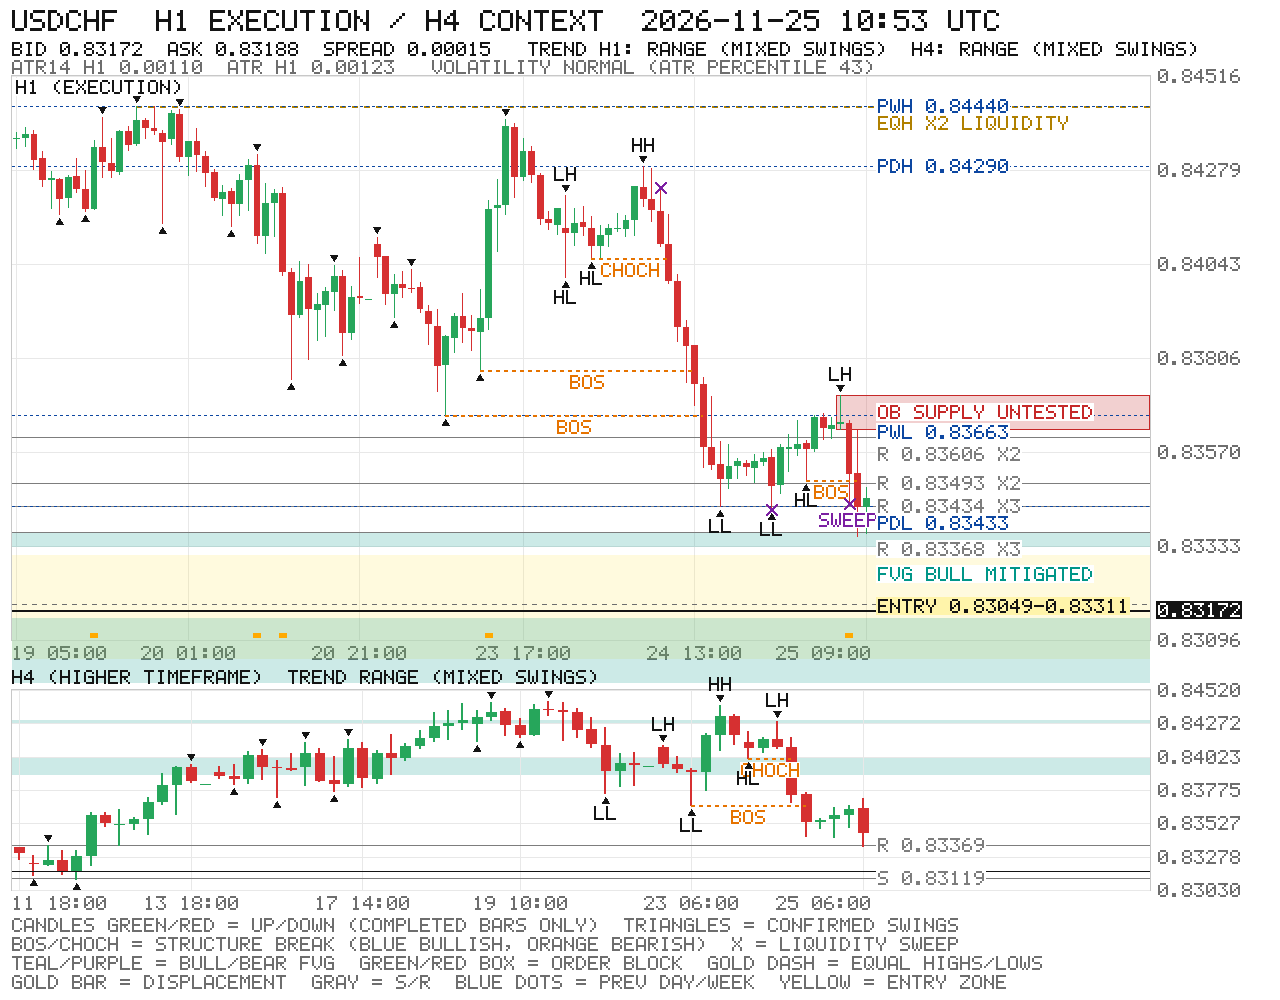 USDCHF H1 EXECUTION / H4 CONTEXT 2026-11-25 10:53 UTC
BID 0.83172 ASK 0.83188 SPREAD 0.00015 TREND H1: RANGE (MIXED SWINGS) H4: RANGE (MIXED SWINGS)
ATR14 H1 0.00110 ATR H1 0.00123 VOLATILITY NORMAL (ATR PERCENTILE 43)
0.84516
H1 (EXECUTION)
PWH 0.84440
EQH X2 LIQUIDITY
HH
PDH 0.84290
0.84279
LH
0.84043
CHOCH
HL
HL
0.83806
LH
BOS
OB SUPPLY UNTESTED
BOS
PWL 0.83663
R 0.83606 X2
0.83570
R 0.83493 X2
BOS
HL
R 0.83434 X3
SWEEP
PDL 0.83433
LL
LL
R 0.83368 X3
0.83333
FVG BULL MITIGATED
ENTRY 0.83049-0.83311
0.83172
0.83096
19 05:00 20 01:00 20 21:00 23 17:00 24 13:00 25 09:00
H4 (HIGHER TIMEFRAME) TREND RANGE (MIXED SWINGS)
HH
0.84520
LH
LH
0.84272
0.84023
CHOCH
HL
0.83775
LL
BOS
LL
0.83527
R 0.83369
0.83278
S 0.83119
0.83030
11 18:00 13 18:00 17 14:00 19 10:00 23 06:00 25 06:00
CANDLES GREEN/RED = UP/DOWN (COMPLETED BARS ONLY) TRIANGLES = CONFIRMED SWINGS
BOS/CHOCH = STRUCTURE BREAK (BLUE BULLISH, ORANGE BEARISH) X = LIQUIDITY SWEEP
TEAL/PURPLE = BULL/BEAR FVG GREEN/RED BOX = ORDER BLOCK GOLD DASH = EQUAL HIGHS/LOWS
GOLD BAR = DISPLACEMENT GRAY = S/R BLUE DOTS = PREV DAY/WEEK YELLOW = ENTRY ZONE